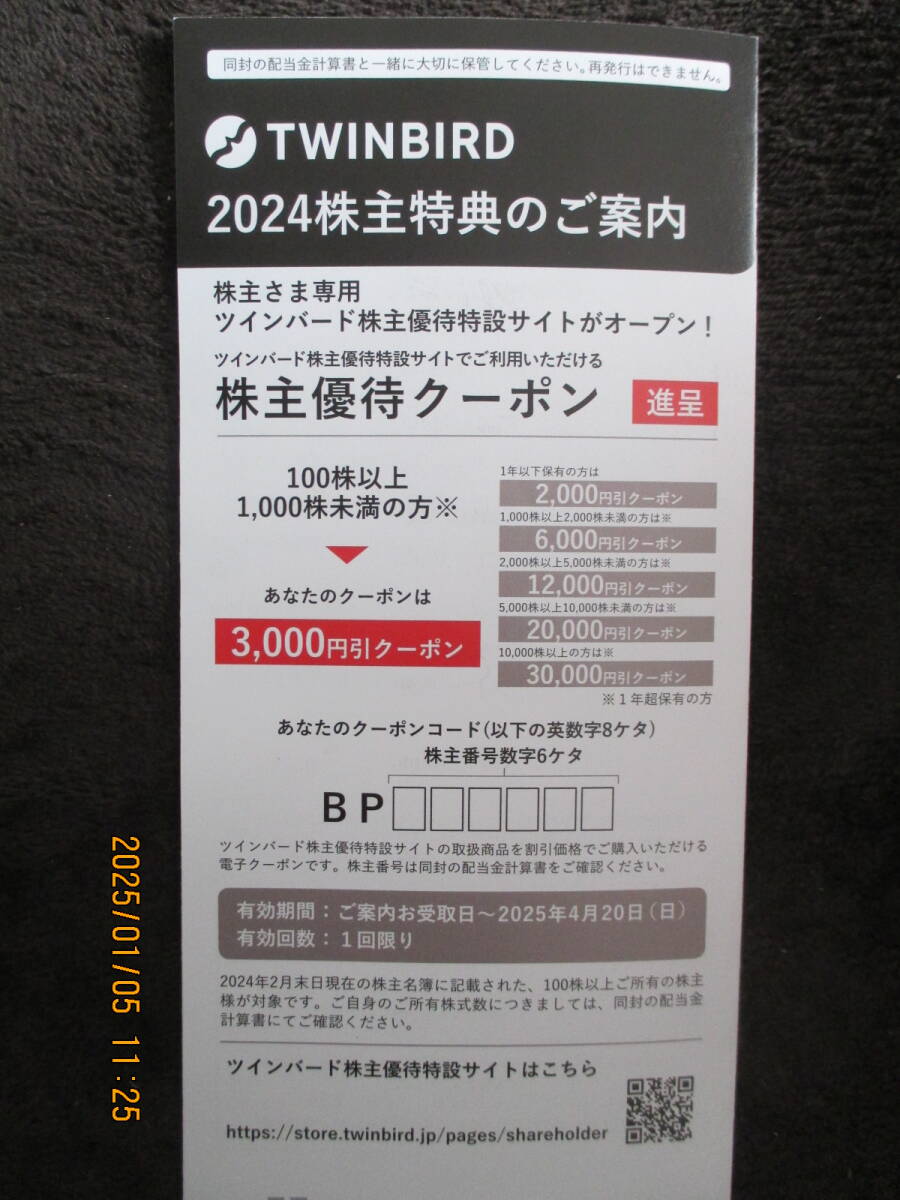 同封の配当金計算書と一緒に大切に保管してください。再発行はできません。
TWINBIRD
2024株主特典のご案内
株主さま専用
ツインバード株主優待特設サイトがオープン！
ツインバード株主優待特設サイトでご利用いただける
株主優待クーポン 進呈
100株以上
1,000株未満の方※
あなたのクーポンは
3,000円引クーポン
1年以下保有の方は
2,000円引クーポン
1,000株以上2,000株未満の方は※
6,000円引クーポン
2,000株以上5,000株未満の方は※
12,000円引クーポン
5,000株以上10,000株未満の方は※
20,000円引クーポン
10,000株以上の方は※
30,000円引クーポン
※1年超保有の方
あなたのクーポンコード(以下の英数字8ケタ)
株主番号数字6ケタ
BP□□□□□□
ツインバード株主優待特設サイトの取扱商品を割引価格でご購入いただける
電子クーポンです。株主番号は同封の配当金計算書をご確認ください。
有効期間：ご案内お受取日〜2025年4月20日(日)
有効回数：1回限り
2024年2月末日現在の株主名簿に記載された、100株以上ご所有の株主
様が対象です。ご自身のご所有株式数につきましては、同封の配当金
計算書にてご確認ください。
ツインバード株主優待特設サイトはこちら
https://store.twinbird.jp/pages/shareholder
2025/01/05 11:25